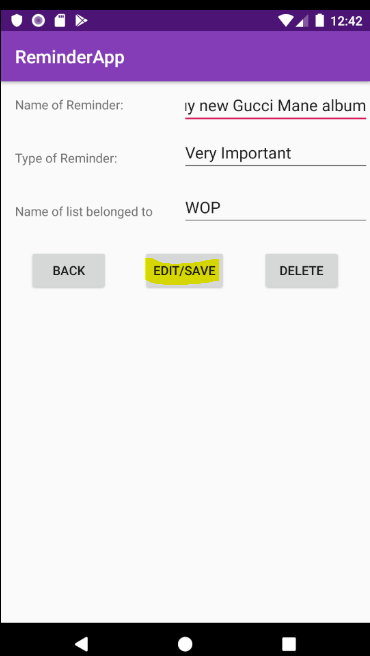 12:42
ReminderApp
Name of Reminder: y new Gucci Mane album
Type of Reminder: Very Important
Name of list belonged to WOP
BACK EDIT/SAVE DELETE